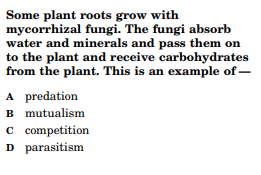 Some plant roots grow with
mycorrhizal fungi. The fungi absorb
water and minerals and pass them on
to the plant and receive carbohydrates
from the plant. This is an example of —
A predation
B mutualism
C competition
D parasitism